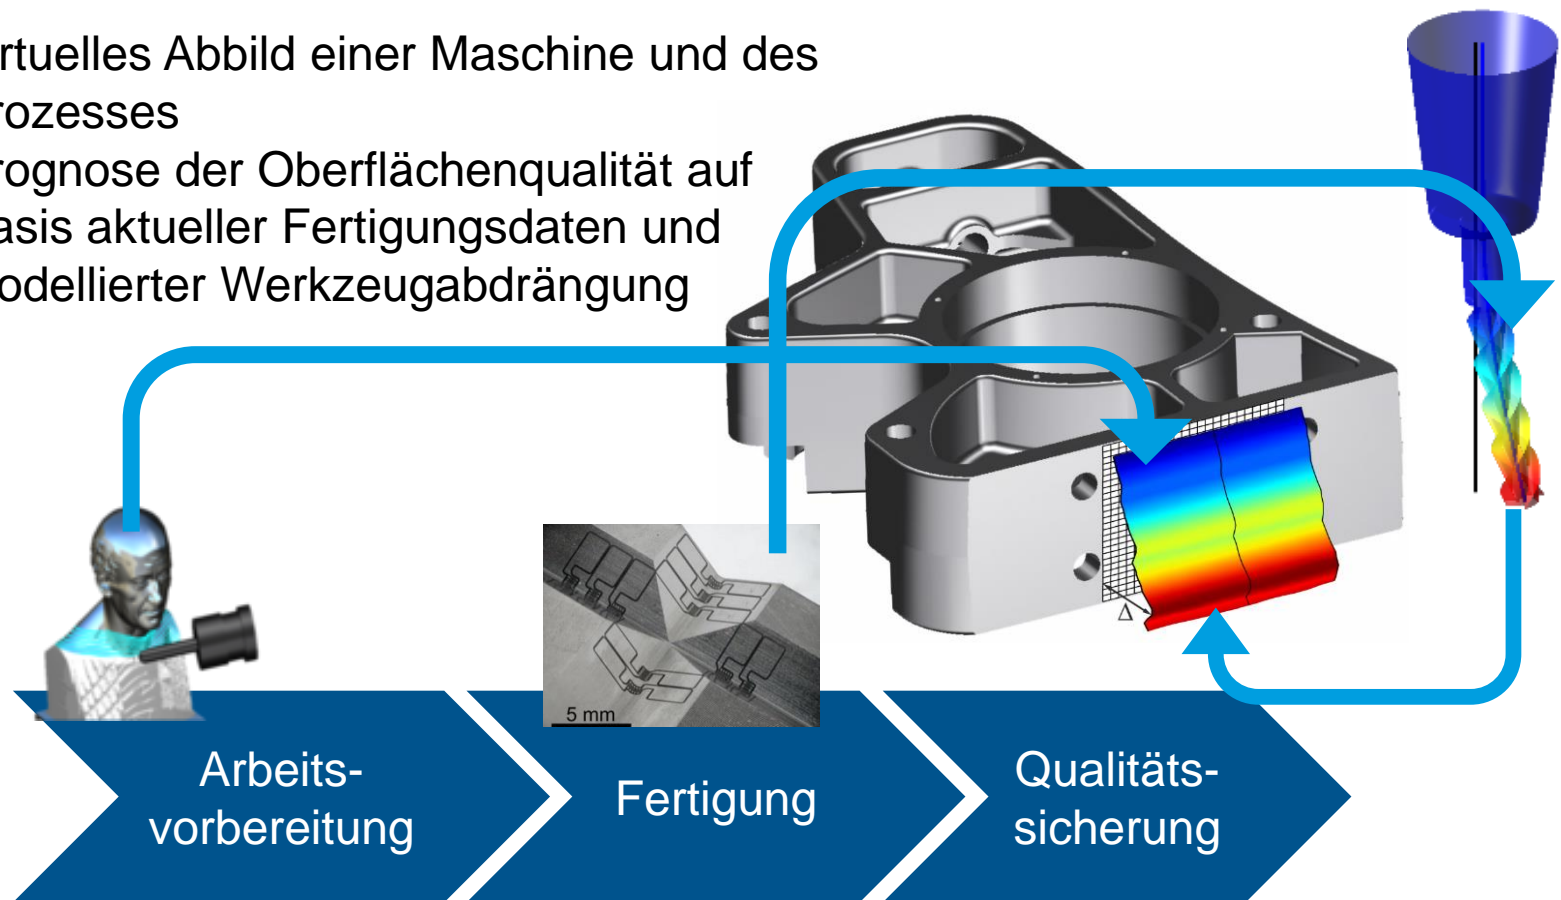 rtuelles Abbild einer Maschine und des
rozesses
rognose der Oberflächenqualität auf
asis aktueller Fertigungsdaten und
odellierter Werkzeugabdrängung
Δ
5 mm
Arbeits-
vorbereitung
Fertigung
Qualitäts-
sicherung